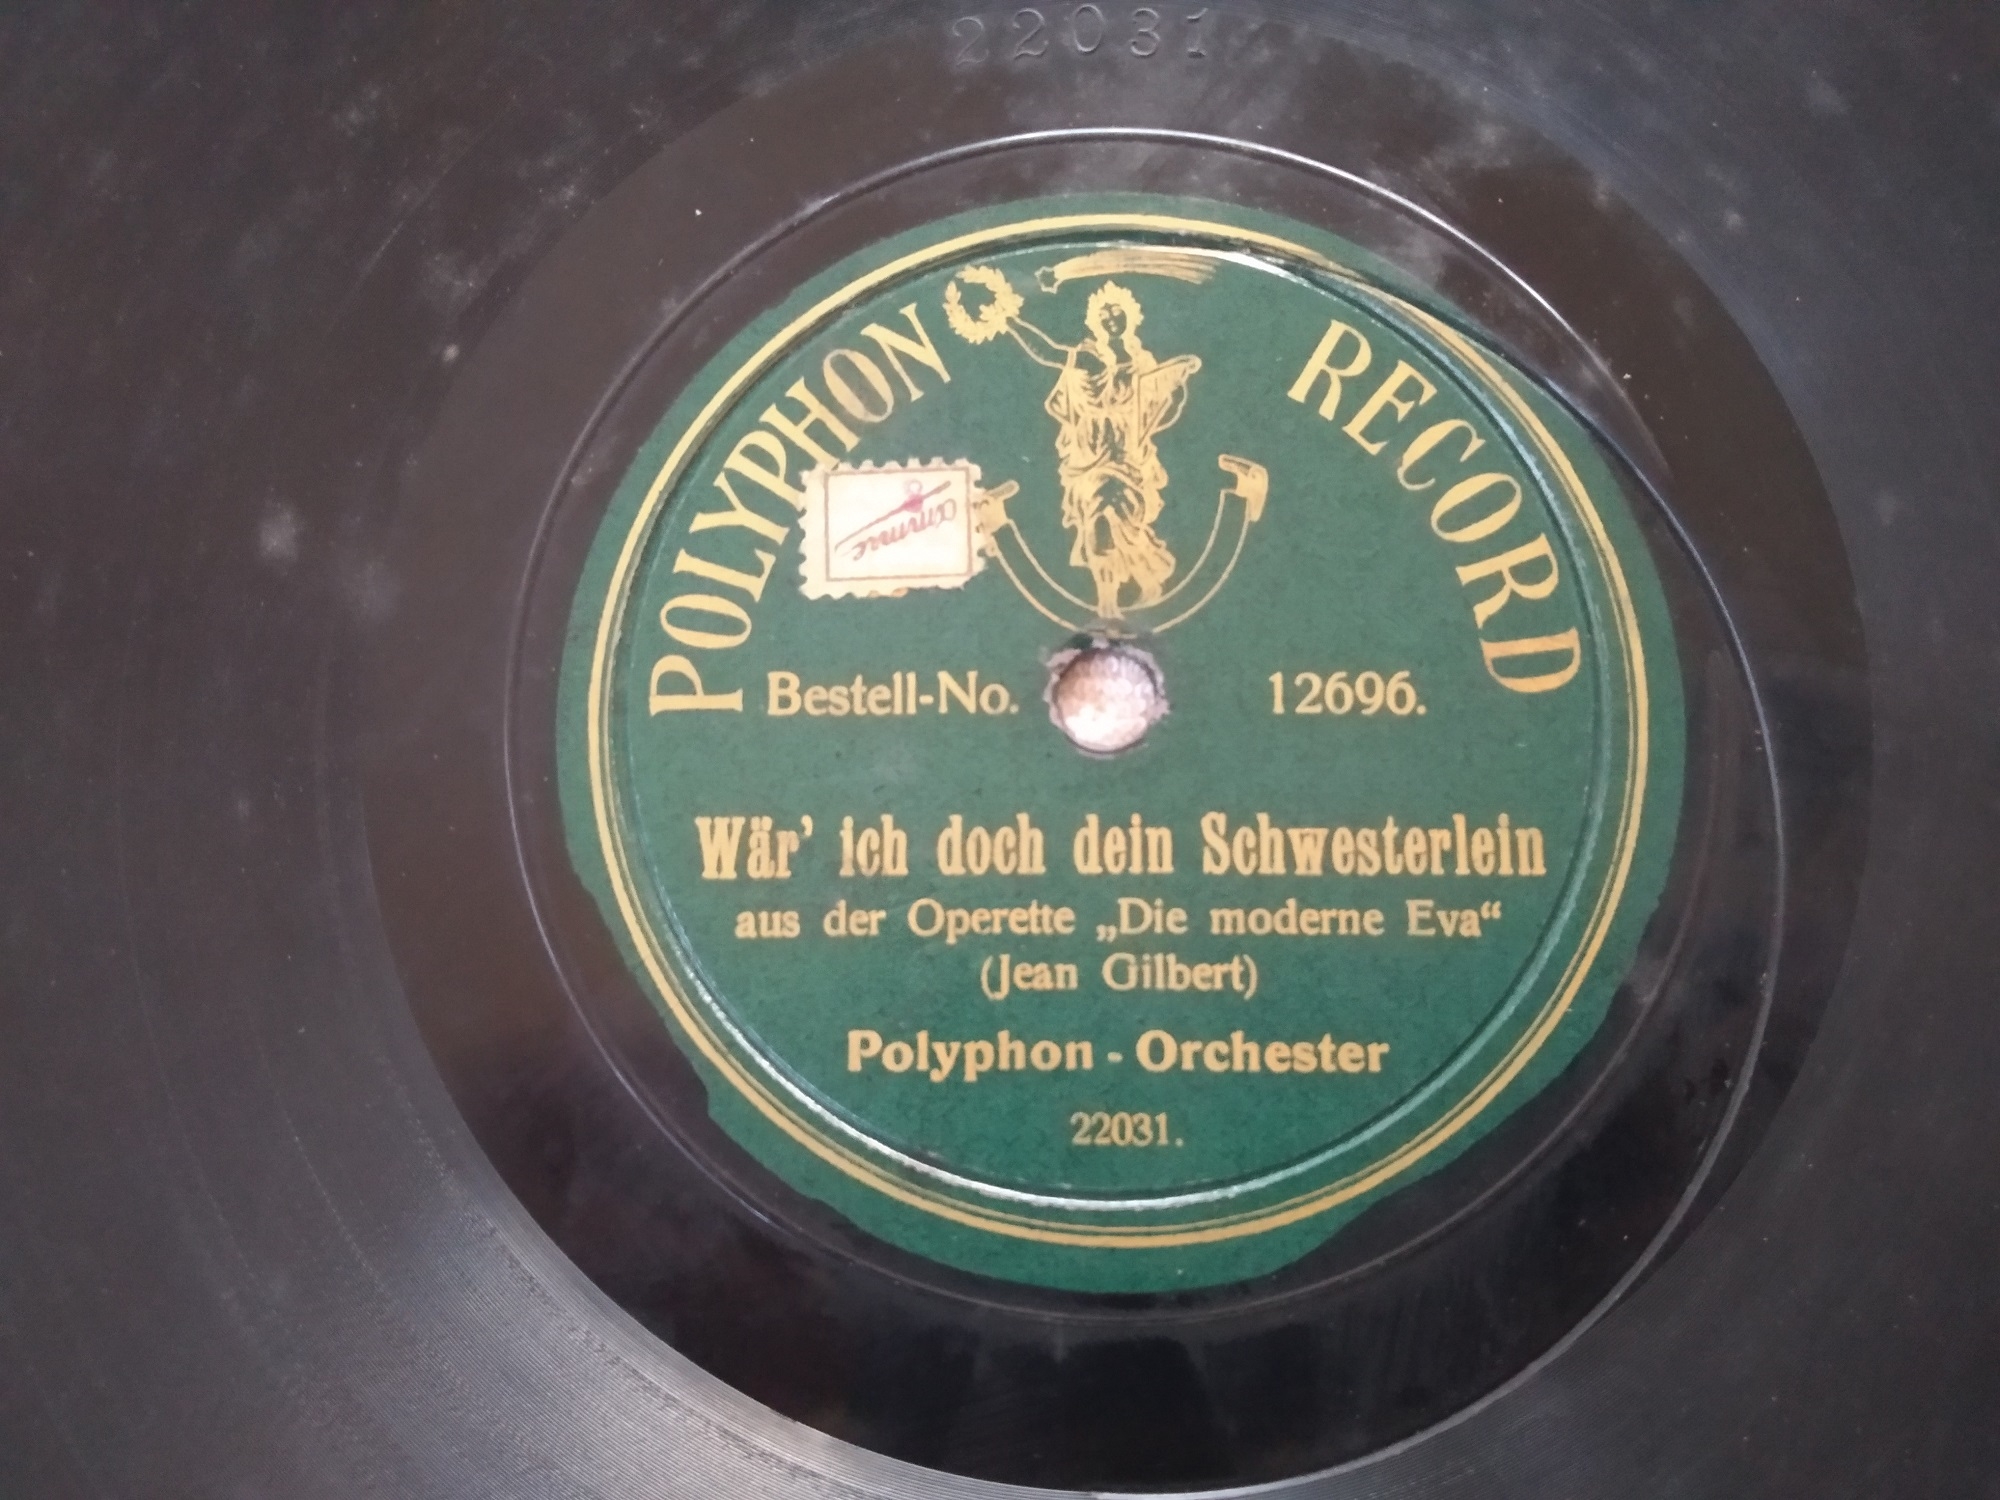 22031
POLYPHON RECORD
Bestell-No. 12696.
Wär' ich doch dein Schwesterlein
aus der Operette „Die moderne Eva“
(Jean Gilbert)
Polyphon - Orchester
22031.